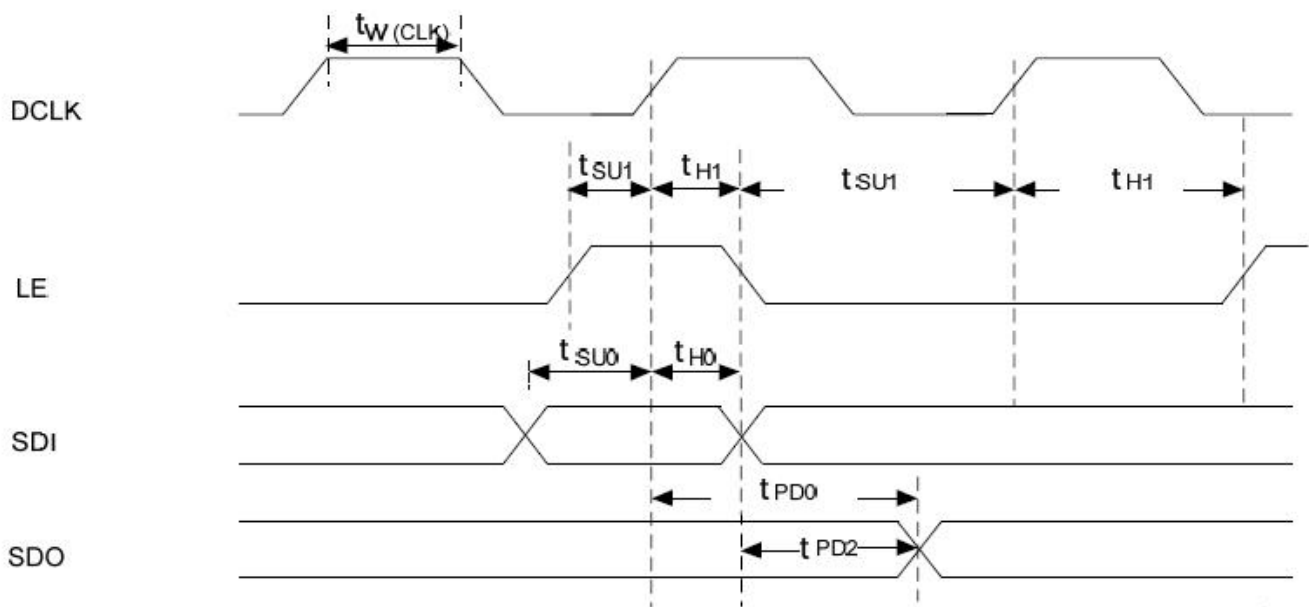 tW(CLK)
DCLK
tSU1 tH1 tSU1 tH1
LE
tSU0 tH0
SDI
tPD0
SDO
tPD2